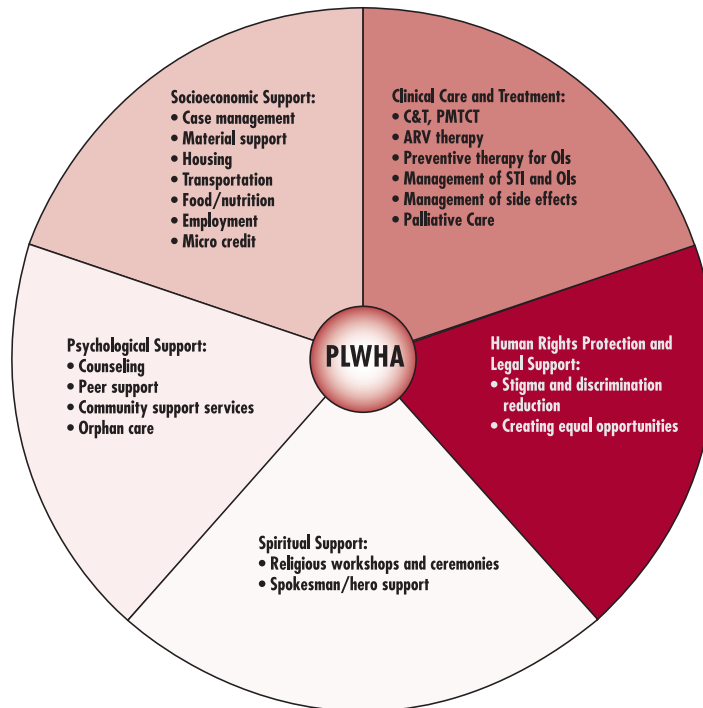 Socioeconomic Support:
• Case management
• Material support
• Housing
• Transportation
• Food/nutrition
• Employment
• Micro credit
Clinical Care and Treatment:
• C&T, PMTCT
• ARV therapy
• Preventive therapy for OIs
• Management of STI and OIs
• Management of side effects
• Palliative Care
PLWHA
Psychological Support:
• Counseling
• Peer support
• Community support services
• Orphan care
Human Rights Protection and
Legal Support:
• Stigma and discrimination
reduction
• Creating equal opportunities
Spiritual Support:
• Religious workshops and ceremonies
• Spokesman/hero support